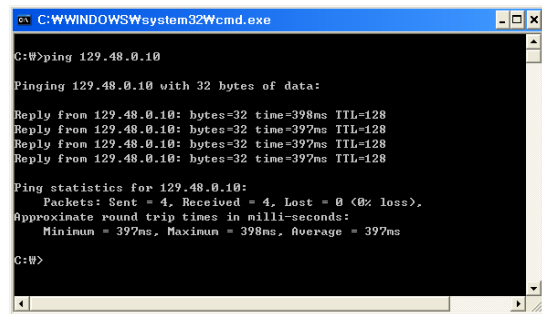 C:₩WINDOWS₩system32₩cmd.exe
C:₩>ping 129.48.0.10
Pinging 129.48.0.10 with 32 bytes of data:
Reply from 129.48.0.10: bytes=32 time=398ms TTL=128
Reply from 129.48.0.10: bytes=32 time=397ms TTL=128
Reply from 129.48.0.10: bytes=32 time=397ms TTL=128
Reply from 129.48.0.10: bytes=32 time=397ms TTL=128
Ping statistics for 129.48.0.10:
Packets: Sent = 4, Received = 4, Lost = 0 (0% loss),
Approximate round trip times in milli-seconds:
Minimum = 397ms, Maximum = 398ms, Average = 397ms
C:₩>